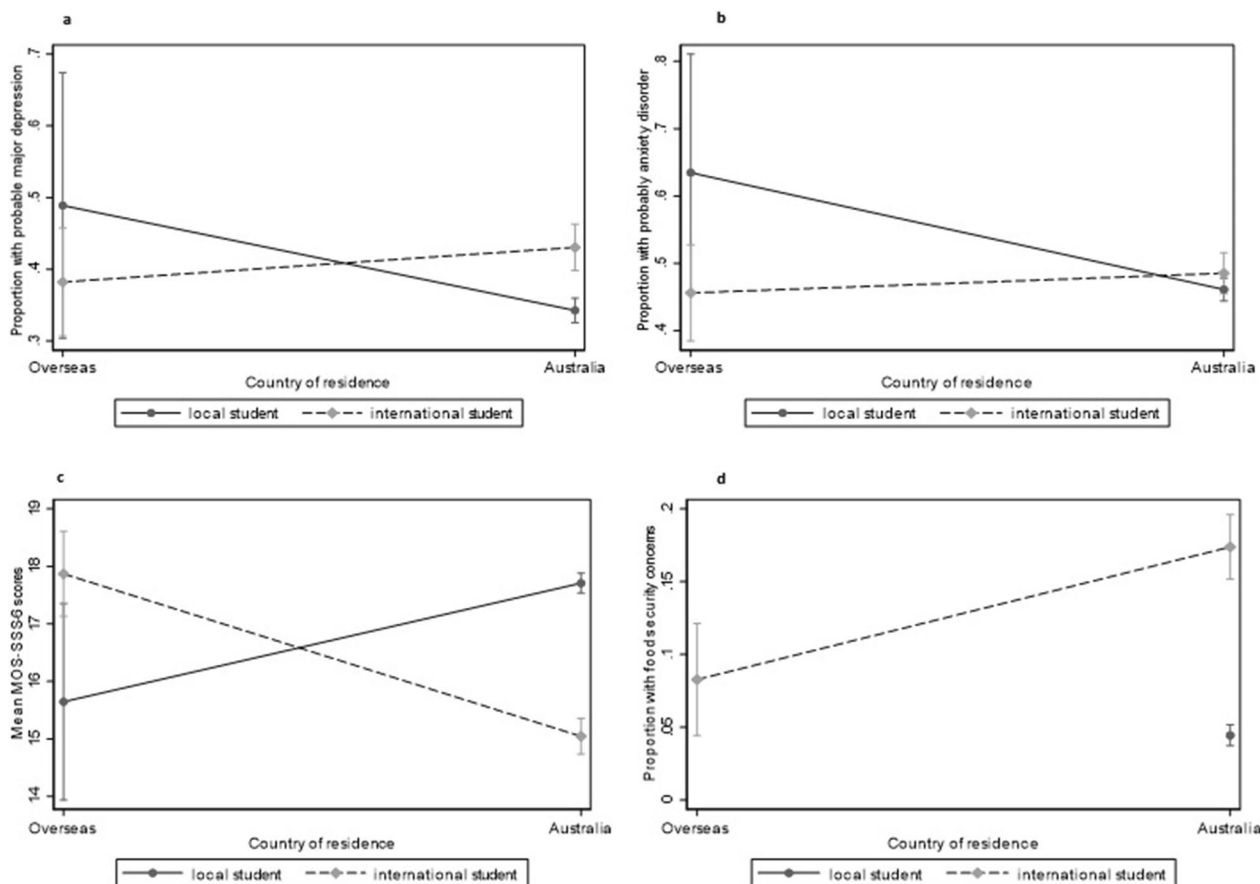 a
Proportion with probable major depression
.7
.6
.5
.4
.3
Overseas Australia
Country of residence
local student international student
b
Proportion with probably anxiety disorder
.8
.7
.6
.5
.4
Overseas Australia
Country of residence
local student international student
c
Mean MOS-SSS-6 scores
19
18
17
16
15
14
Overseas Australia
Country of residence
local student international student
d
Proportion with food security concerns
.2
.15
.1
.05
0
Overseas Australia
Country of residence
local student international student